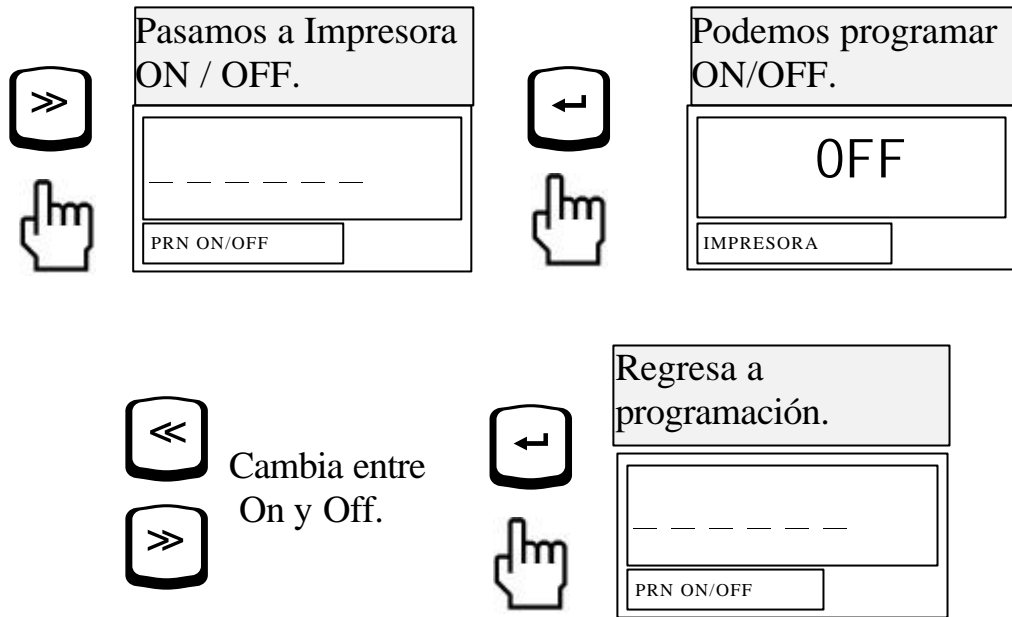 Pasamos a Impresora
ON / OFF.
>>
_ _ _ _ _ _
PRN ON/OFF
Podemos programar
ON/OFF.
↵
OFF
IMPRESORA
<<
>>
Cambia entre
On y Off.
↵
Regresa a
programación.
_ _ _ _ _ _
PRN ON/OFF